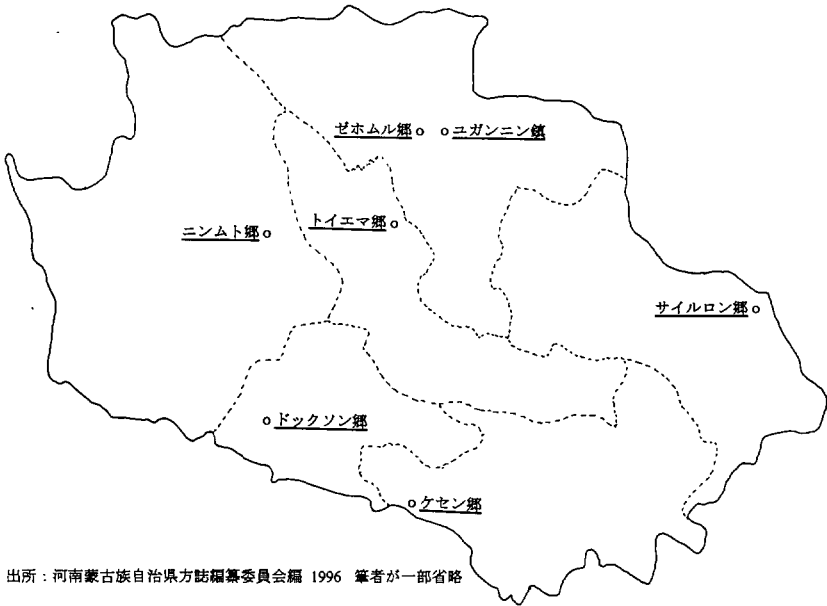 ゼホムル郷
ユガンニン鎮
ニンムト郷
トイエマ郷
サイルロン郷
ドックソン郷
ケセン郷
出所：河南蒙古族自治県方誌編纂委員会編 1996 筆者が一部省略